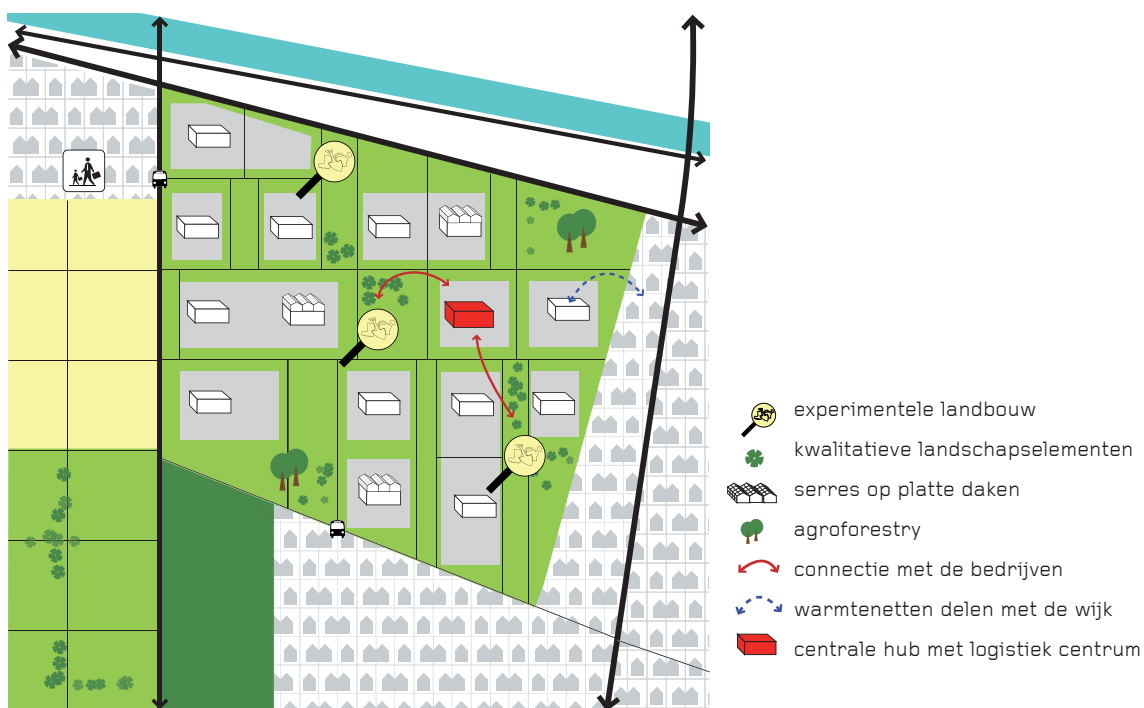 experimentele landbouw
kwalitatieve landschapselementen
serres op platte daken
agroforestry
connectie met de bedrijven
warmtenetten delen met de wijk
centrale hub met logistiek centrum